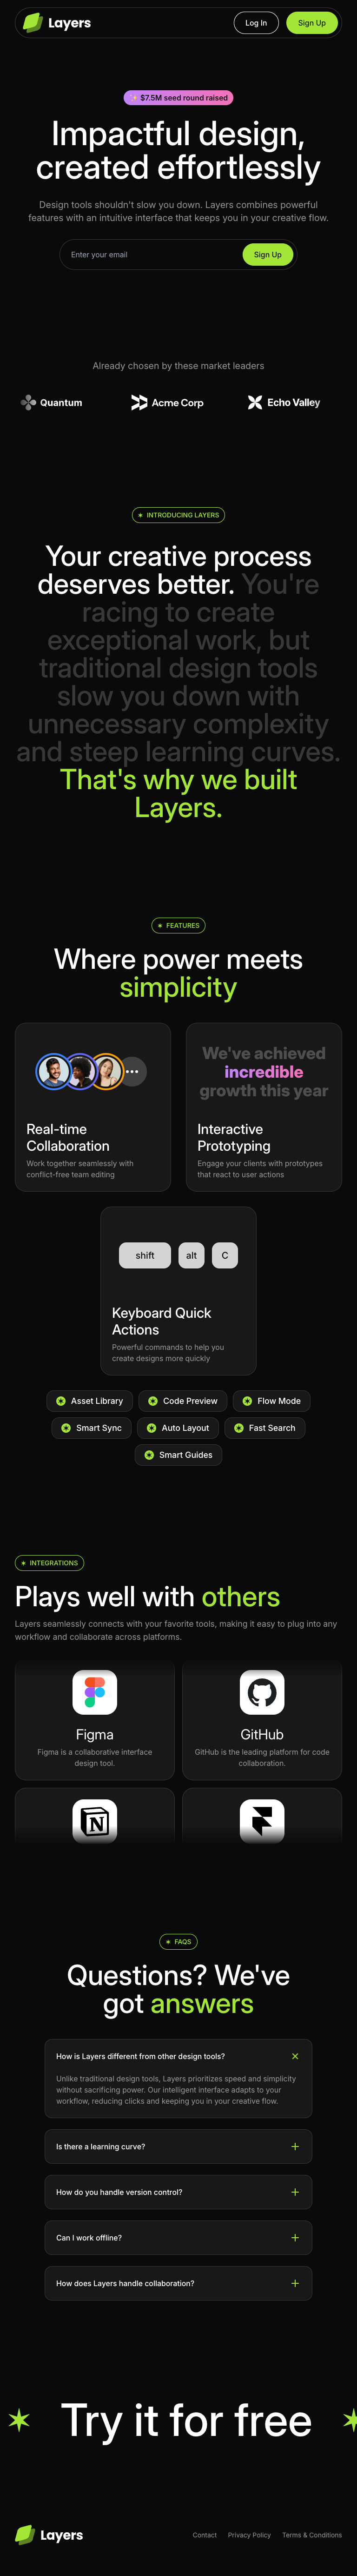 Layers
Log In
Sign Up
✨ $7.5M seed round raised
Impactful design,
created effortlessly
Design tools shouldn't slow you down. Layers combines powerful
features with an intuitive interface that keeps you in your creative flow.
Enter your email
Sign Up
Already chosen by these market leaders
Quantum
Acme Corp
Echo Valley
INTRODUCING LAYERS
Your creative process
deserves better. You're
racing to create
exceptional work, but
traditional design tools
slow you down with
unnecessary complexity
and steep learning curves.
That's why we built
Layers.
FEATURES
Where power meets
simplicity
Real-time
Collaboration
Work together seamlessly with
conflict-free team editing
We've achieved
incredible
growth this year
Interactive
Prototyping
Engage your clients with prototypes
that react to user actions
shift
alt
C
Keyboard Quick
Actions
Powerful commands to help you
create designs more quickly
Asset Library
Code Preview
Flow Mode
Smart Sync
Auto Layout
Fast Search
Smart Guides
INTEGRATIONS
Plays well with others
Layers seamlessly connects with your favorite tools, making it easy to plug into any
workflow and collaborate across platforms.
Figma
Figma is a collaborative interface
design tool.
GitHub
GitHub is the leading platform for code
collaboration.
FAQS
Questions? We've
got answers
How is Layers different from other design tools?
Unlike traditional design tools, Layers prioritizes speed and simplicity
without sacrificing power. Our intelligent interface adapts to your
workflow, reducing clicks and keeping you in your creative flow.
Is there a learning curve?
How do you handle version control?
Can I work offline?
How does Layers handle collaboration?
Try it for free
Layers
Contact
Privacy Policy
Terms & Conditions